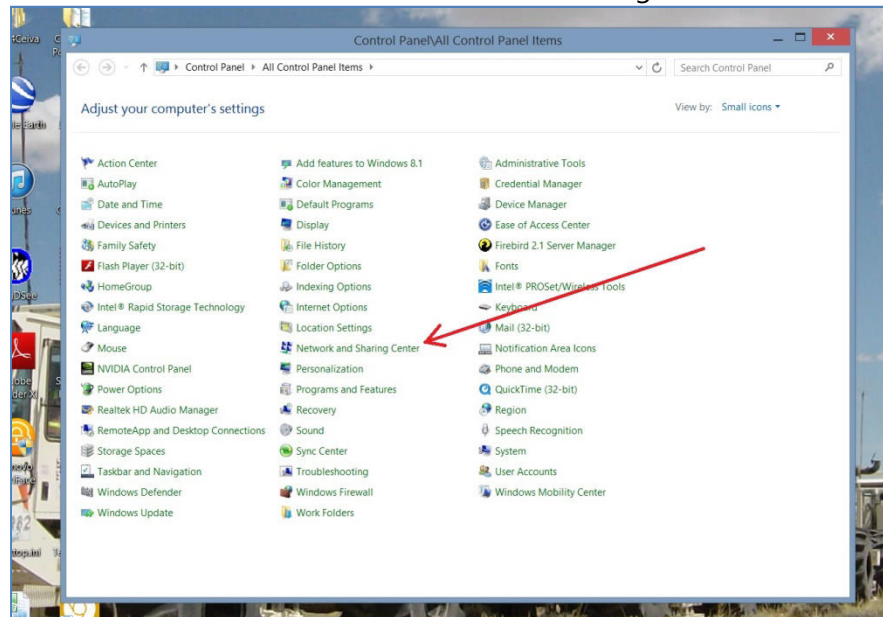 Control Panel\All Control Panel Items
Control Panel All Control Panel Items
Search Control Panel
Adjust your computer's settings
View by: Small icons
Action Center
Add features to Windows 8.1
Administrative Tools
AutoPlay
Color Management
Credential Manager
Date and Time
Default Programs
Device Manager
Devices and Printers
Display
Ease of Access Center
Family Safety
File History
Firebird 2.1 Server Manager
Flash Player (32-bit)
Folder Options
Fonts
HomeGroup
Indexing Options
Intel® PROSet/Wireless Tools
Intel® Rapid Storage Technology
Internet Options
Keyboard
Language
Location Settings
Mail (32-bit)
Mouse
Network and Sharing Center
Notification Area Icons
NVIDIA Control Panel
Personalization
Phone and Modem
Power Options
Programs and Features
QuickTime (32-bit)
Realtek HD Audio Manager
Recovery
Region
RemoteApp and Desktop Connections
Sound
Speech Recognition
Storage Spaces
Sync Center
System
Taskbar and Navigation
Troubleshooting
User Accounts
Windows Defender
Windows Firewall
Windows Mobility Center
Windows Update
Work Folders